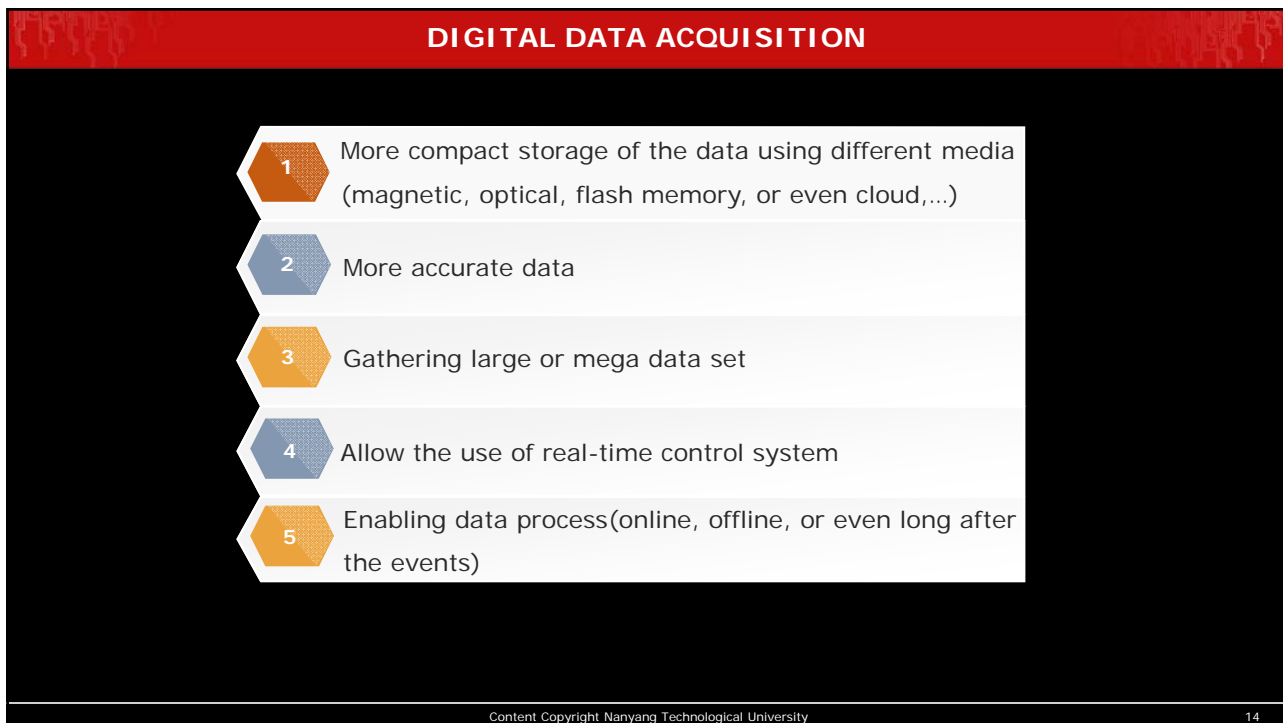 DIGITAL DATA ACQUISITION
1
More compact storage of the data using different media
(magnetic, optical, flash memory, or even cloud,...)
2
More accurate data
3
Gathering large or mega data set
4
Allow the use of real-time control system
5
Enabling data process(online, offline, or even long after
the events)
Content Copyright Nanyang Technological University
14